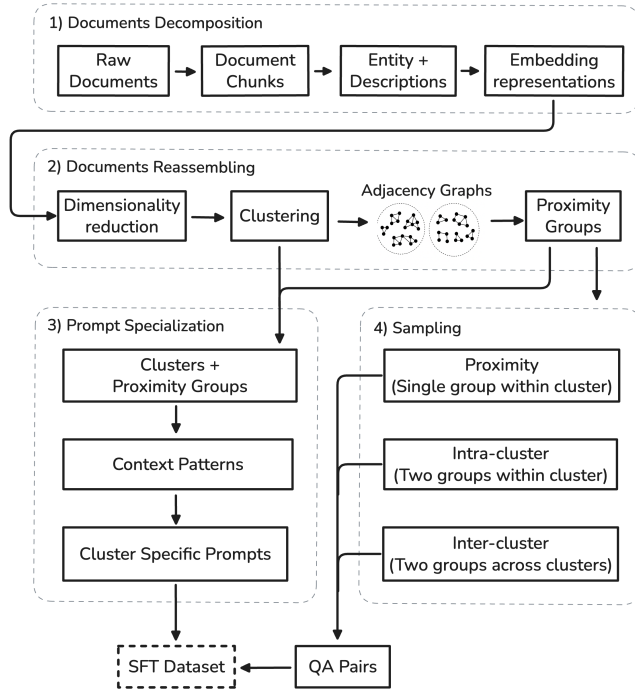 1) Documents Decomposition
Raw
Documents
Document
Chunks
Entity +
Descriptions
Embedding
representations
2) Documents Reassembling
Dimensionality
reduction
Clustering
Adjacency Graphs
Proximity
Groups
3) Prompt Specialization
Clusters +
Proximity Groups
Context Patterns
Cluster Specific Prompts
4) Sampling
Proximity
(Single group within cluster)
Intra-cluster
(Two groups within cluster)
Inter-cluster
(Two groups across clusters)
SFT Dataset
QA Pairs